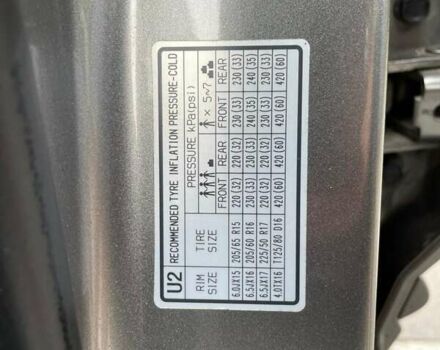 U2 RECOMMENDED TYRE INFLATION PRESSURE-COLD
RIM SIZE TIRE SIZE PRESSURE kPa(psi)
× 5~7
FRONT REAR FRONT REAR
6.0JX15 205/65 R15 220 (32) 220 (32) 230 (33) 230 (33)
6.5JX16 205/60 R16 230 (33) 230 (33) 240 (35) 240 (35)
6.5JX17 225/50 R17 220 (32) 220 (32) 230 (33) 230 (33)
4.0TX16 T125/80 D16 420 (60) 420 (60) 420 (60) 420 (60)